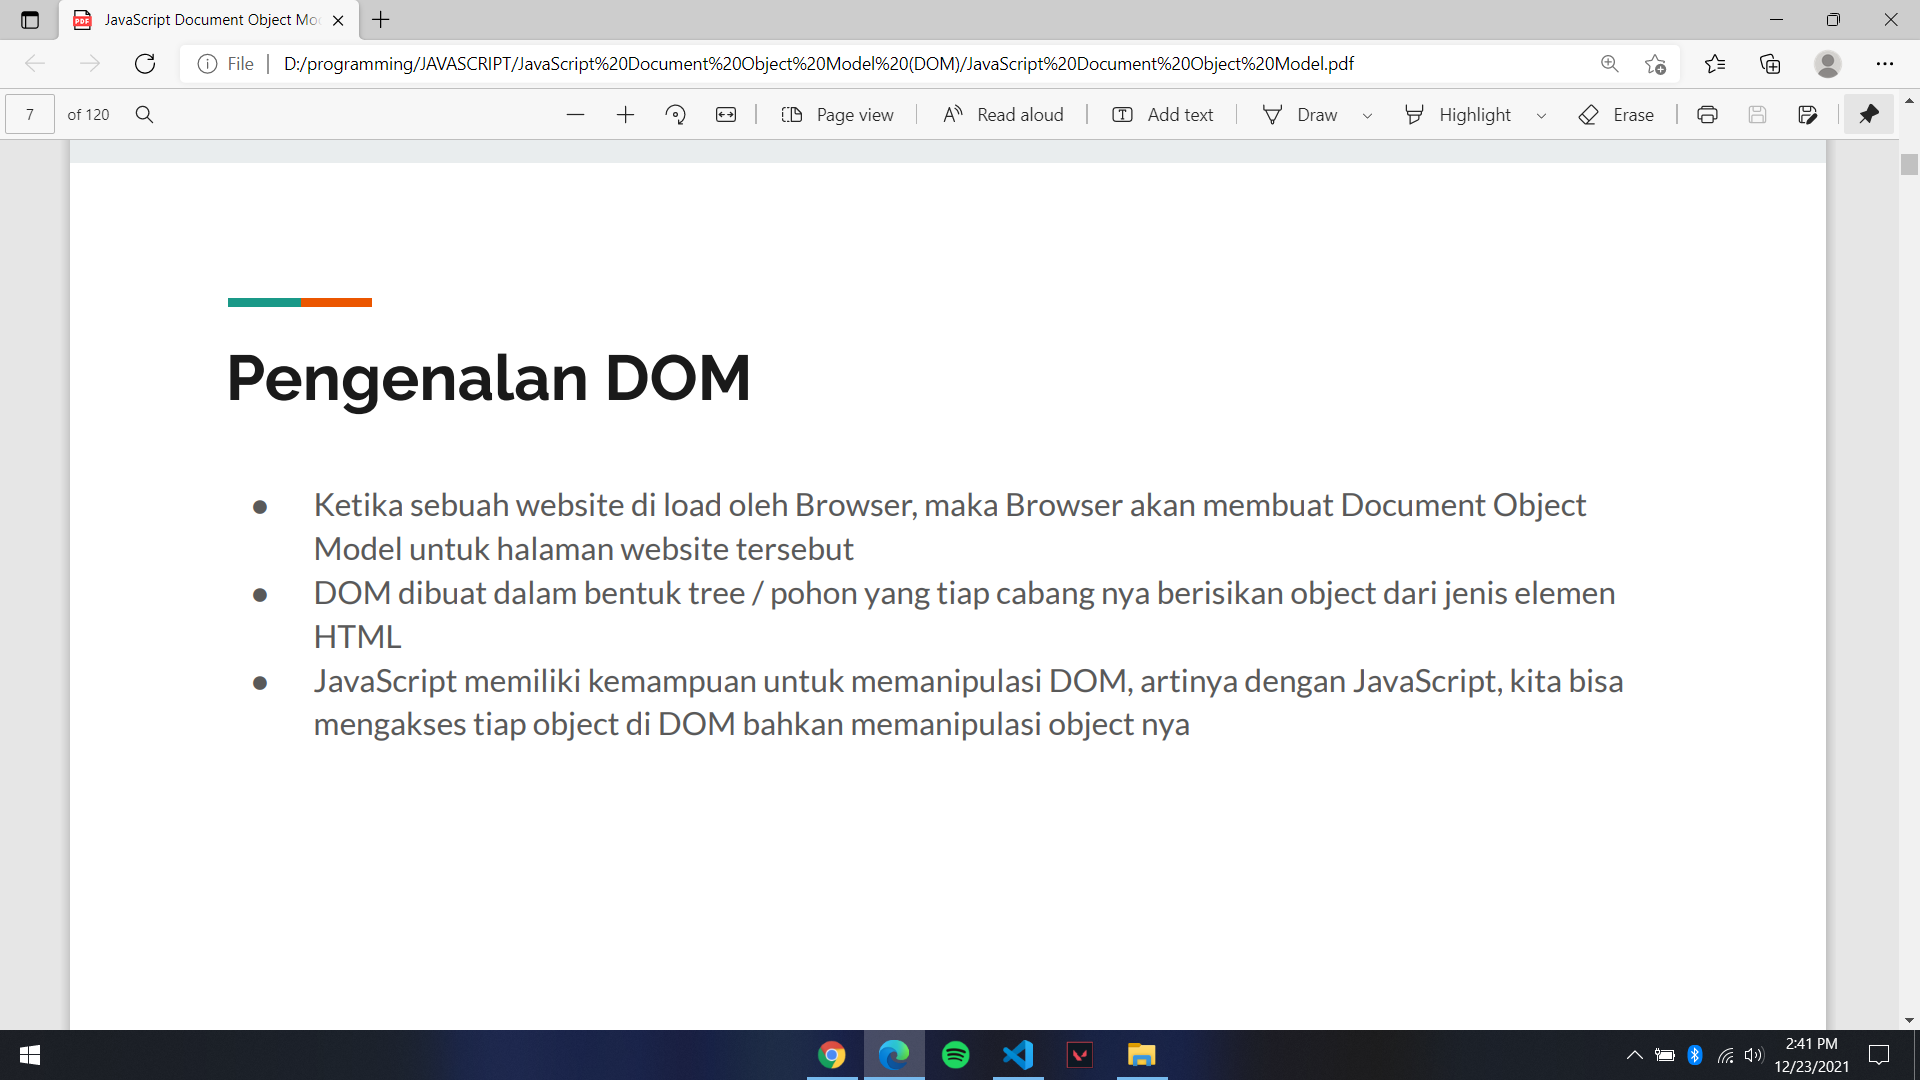 JavaScript Document Object Mo
File
D:/programming/JAVASCRIPT/JavaScript%20Document%20Object%20Model%20(DOM)/JavaScript%20Document%20Object%20Model.pdf
7 of 120
Page view
Read aloud
Add text
Draw
Highlight
Erase
Pengenalan DOM
● Ketika sebuah website di load oleh Browser, maka Browser akan membuat Document Object
Model untuk halaman website tersebut
● DOM dibuat dalam bentuk tree / pohon yang tiap cabang nya berisikan object dari jenis elemen
HTML
● JavaScript memiliki kemampuan untuk memanipulasi DOM, artinya dengan JavaScript, kita bisa
mengakses tiap object di DOM bahkan memanipulasi object nya
2:41 PM
12/23/2021